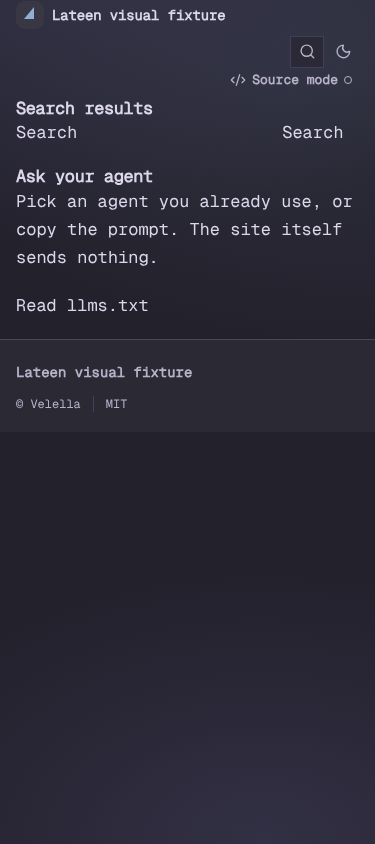 Lateen visual fixture
</> Source mode
Search results
Search Search
Ask your agent
Pick an agent you already use, or
copy the prompt. The site itself
sends nothing.
Read llms.txt
Lateen visual fixture
© Velella MIT